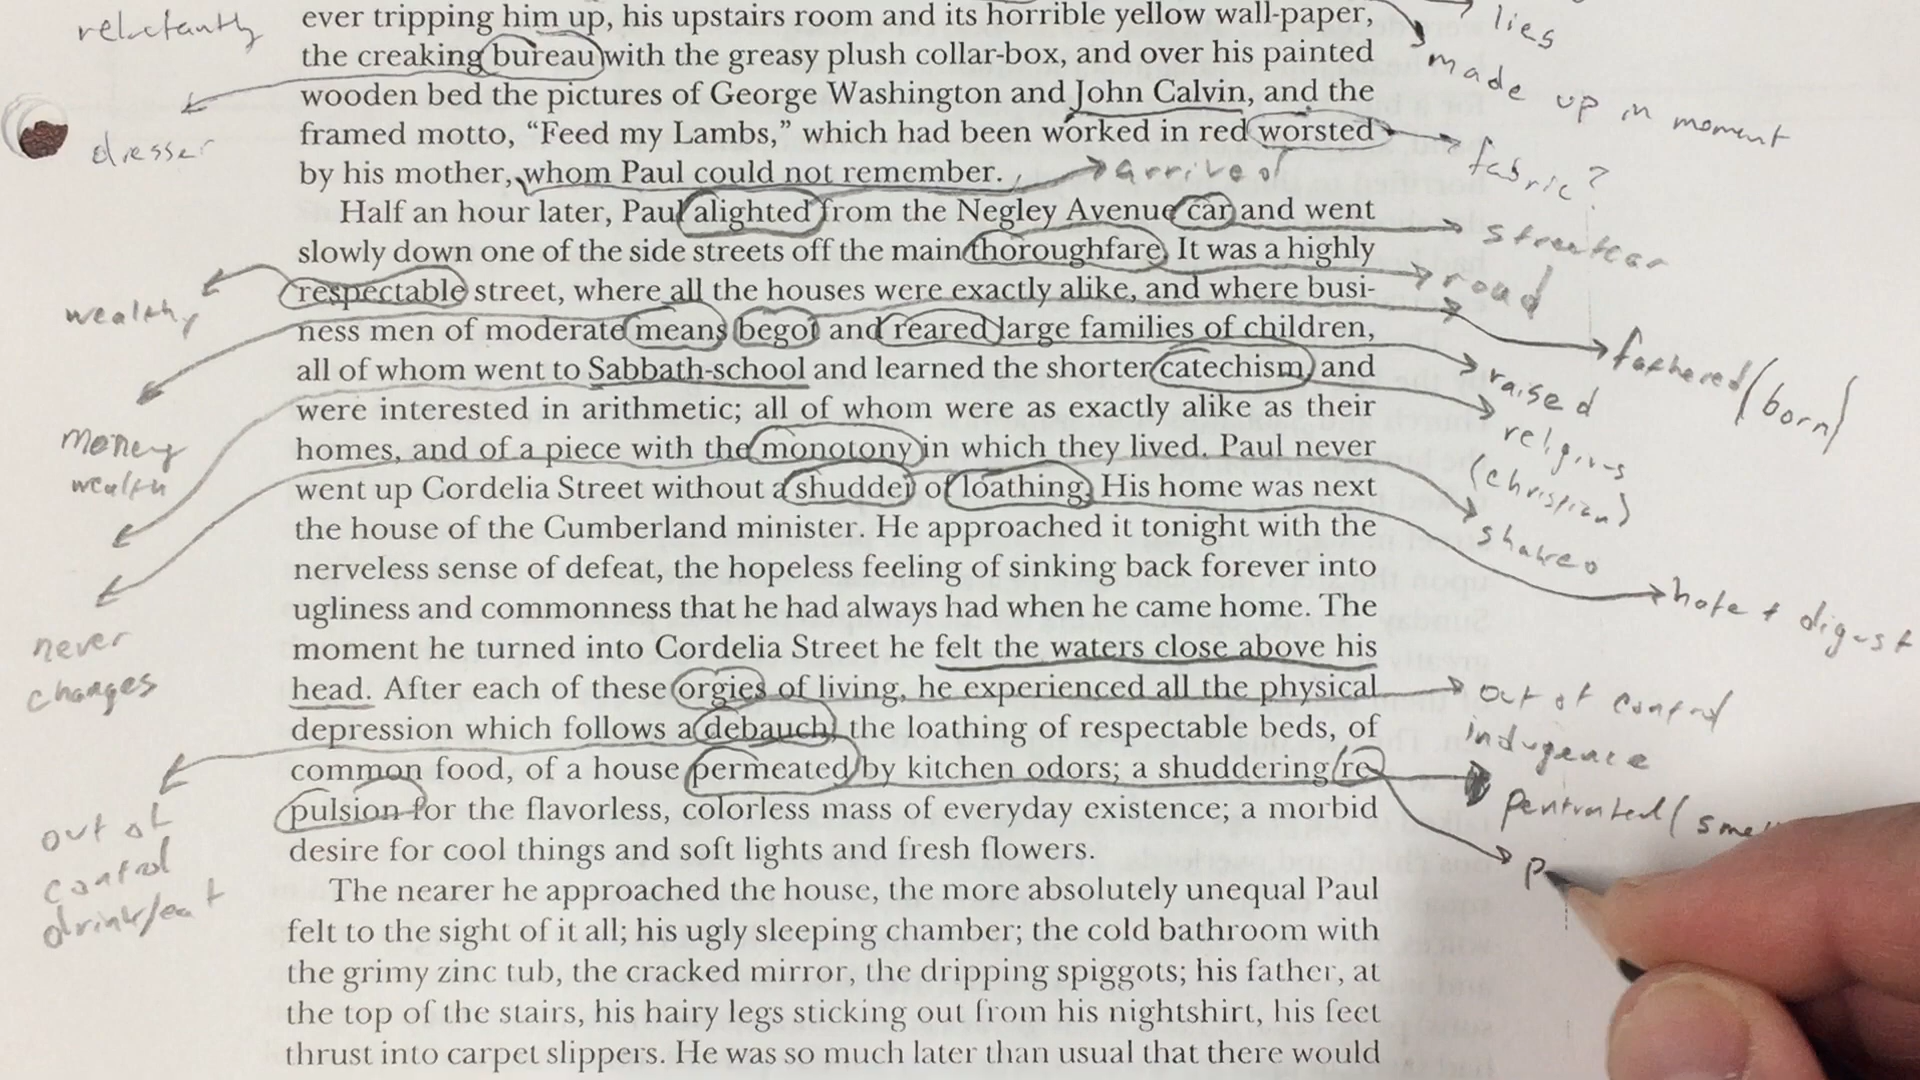 ever tripping him up, his upstairs room and its horrible yellow wall-paper,
the creaking bureau with the greasy plush collar-box, and over his painted
wooden bed the pictures of George Washington and John Calvin, and the
framed motto, “Feed my Lambs,” which had been worked in red worsted
by his mother, whom Paul could not remember.
Half an hour later, Paul alighted from the Negley Avenue car and went
slowly down one of the side streets off the main thoroughfare. It was a highly
respectable street, where all the houses were exactly alike, and where busi-
ness men of moderate means begot and reared large families of children,
all of whom went to Sabbath-school and learned the shorter catechism, and
were interested in arithmetic; all of whom were as exactly alike as their
homes, and of a piece with the monotony in which they lived. Paul never
went up Cordelia Street without a shudder of loathing. His home was next
the house of the Cumberland minister. He approached it tonight with the
nerveless sense of defeat, the hopeless feeling of sinking back forever into
ugliness and commonness that he had always had when he came home. The
moment he turned into Cordelia Street he felt the waters close above his
head. After each of these orgies of living, he experienced all the physical
depression which follows a debauch; the loathing of respectable beds, of
common food, of a house permeated by kitchen odors; a shuddering re-
pulsion for the flavorless, colorless mass of everyday existence; a morbid
desire for cool things and soft lights and fresh flowers.
The nearer he approached the house, the more absolutely unequal Paul
felt to the sight of it all; his ugly sleeping chamber; the cold bathroom with
the grimy zinc tub, the cracked mirror, the dripping spiggots; his father, at
the top of the stairs, his hairy legs sticking out from his nightshirt, his feet
thrust into carpet slippers. He was so much later than usual that there would
reluctantly
dresser
wealthy
money
wealth
never
changes
out of
control
drink/eat
lies
made up in moment
fabric?
arrived
streetcar
road
fathered/(born)
raised
religious
(christian)
hate + digust
out of control
indugence